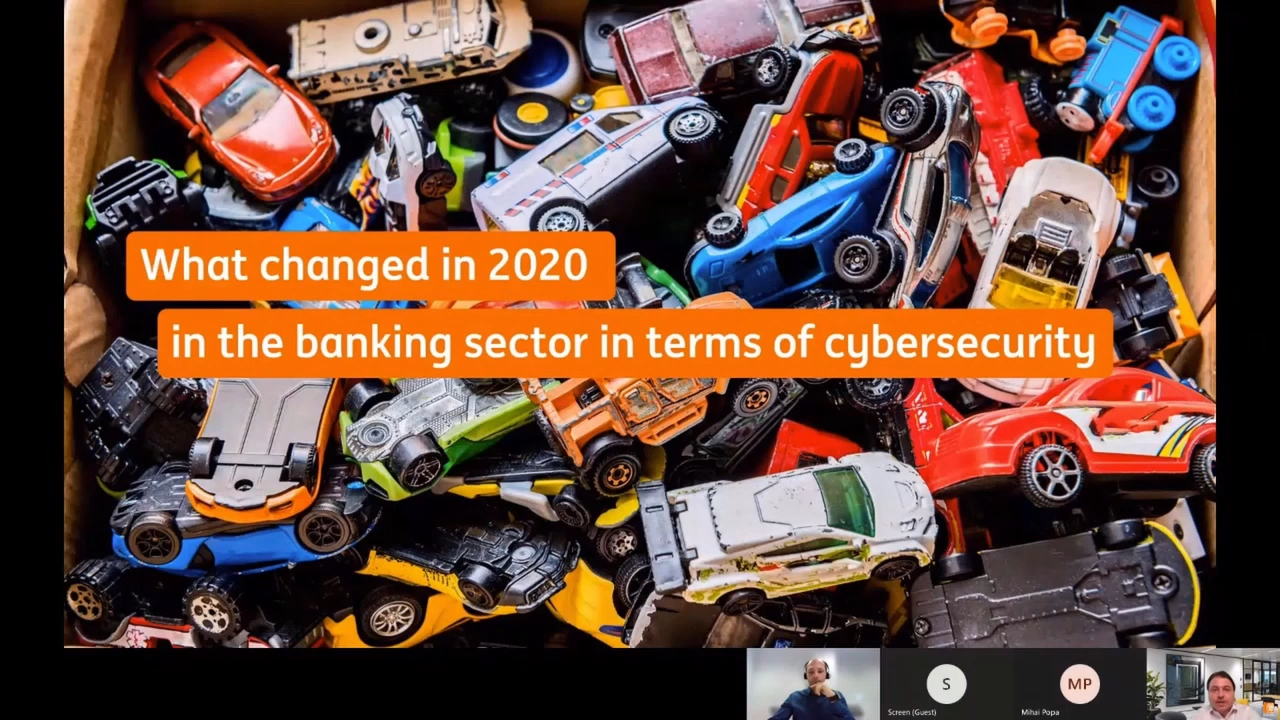 What changed in 2020
in the banking sector in terms of cybersecurity
S
MP
Screen (Guest)
Mihai Popa